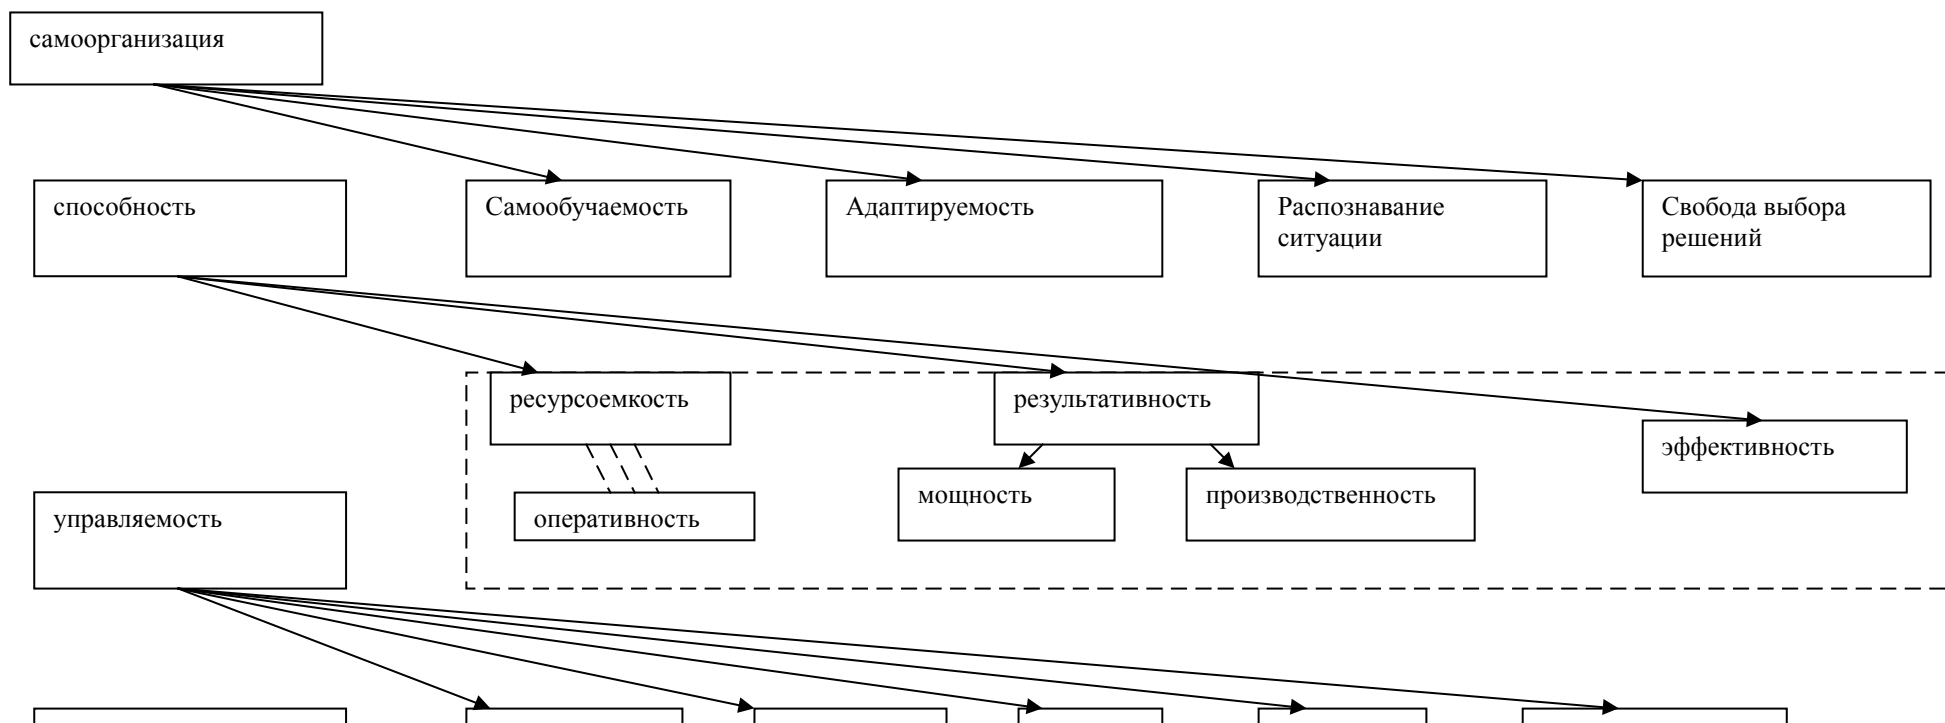 самоорганизация
способность
Самообучаемость
Адаптируемость
Распознавание
ситуации
Свобода выбора
решений
ресурсоемкость
результативность
эффективность
мощность
производственность
управляемость
оперативность